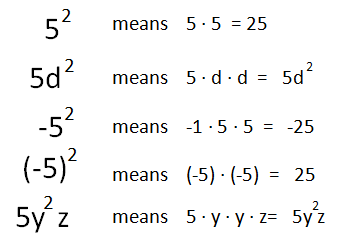 5² means 5 · 5 = 25
5d² means 5 · d · d = 5d²
-5² means -1 · 5 · 5 = -25
(-5)² means (-5) · (-5) = 25
5y²z means 5 · y · y · z= 5y²z